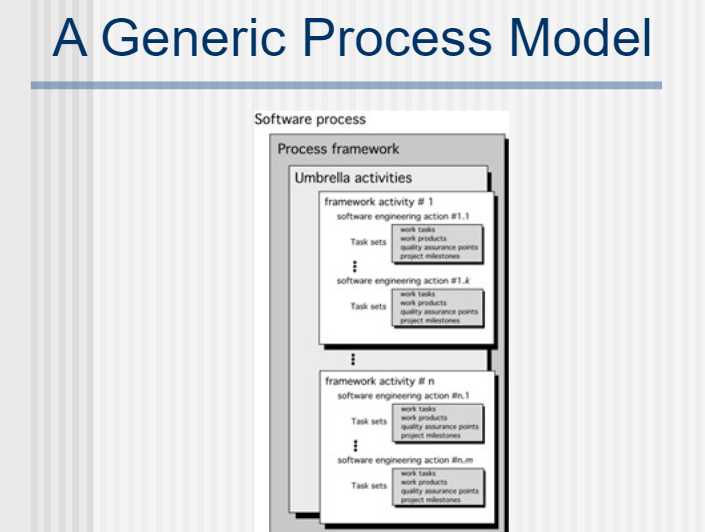 A Generic Process Model
Software process
Process framework
Umbrella activities
framework activity # 1
software engineering action #1.1
Task sets
work tasks
work products
quality assurance points
project milestones
software engineering action #1.k
Task sets
work tasks
work products
quality assurance points
project milestones
framework activity # n
software engineering action #n.1
Task sets
work tasks
work products
quality assurance points
project milestones
software engineering action #n.m
Task sets
work tasks
work products
quality assurance points
project milestones